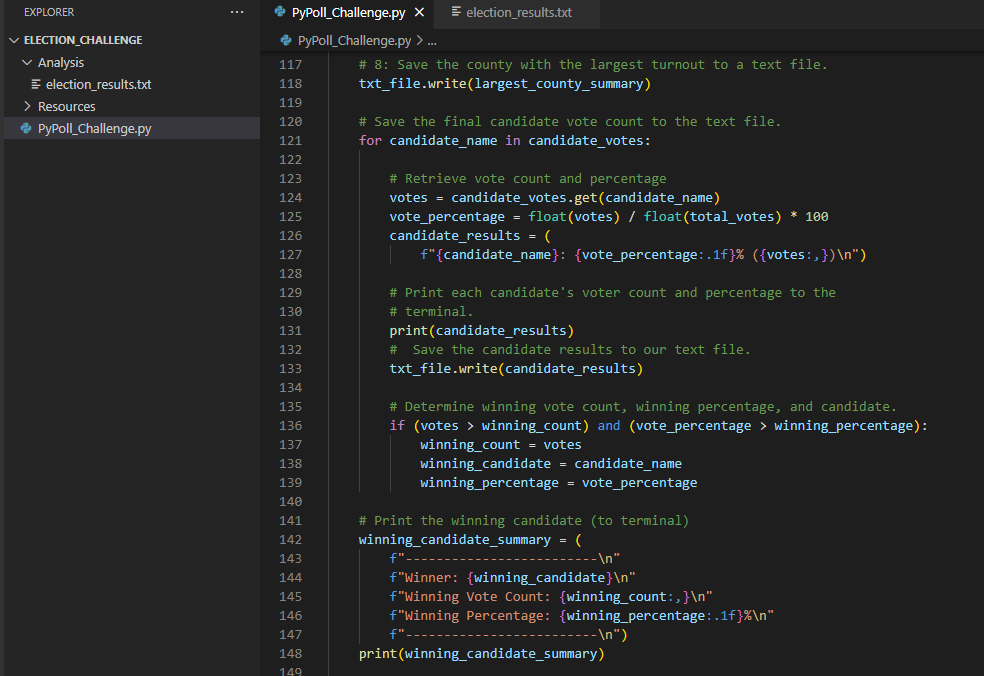 EXPLORER ···
ELECTION_CHALLENGE
Analysis
election_results.txt
Resources
PyPoll_Challenge.py
PyPoll_Challenge.py × election_results.txt
PyPoll_Challenge.py > ...
117 # 8: Save the county with the largest turnout to a text file.
118 txt_file.write(largest_county_summary)
119
120 # Save the final candidate vote count to the text file.
121 for candidate_name in candidate_votes:
122
123 # Retrieve vote count and percentage
124 votes = candidate_votes.get(candidate_name)
125 vote_percentage = float(votes) / float(total_votes) * 100
126 candidate_results = (
127 f"{candidate_name}: {vote_percentage:.1f}% ({votes:,})\n")
128
129 # Print each candidate's voter count and percentage to the
130 # terminal.
131 print(candidate_results)
132 #  Save the candidate results to our text file.
133 txt_file.write(candidate_results)
134
135 # Determine winning vote count, winning percentage, and candidate.
136 if (votes > winning_count) and (vote_percentage > winning_percentage):
137 winning_count = votes
138 winning_candidate = candidate_name
139 winning_percentage = vote_percentage
140
141 # Print the winning candidate (to terminal)
142 winning_candidate_summary = (
143 f"-------------------------\n"
144 f"Winner: {winning_candidate}\n"
145 f"Winning Vote Count: {winning_count:,}\n"
146 f"Winning Percentage: {winning_percentage:.1f}%\n"
147 f"-------------------------\n")
148 print(winning_candidate_summary)
149